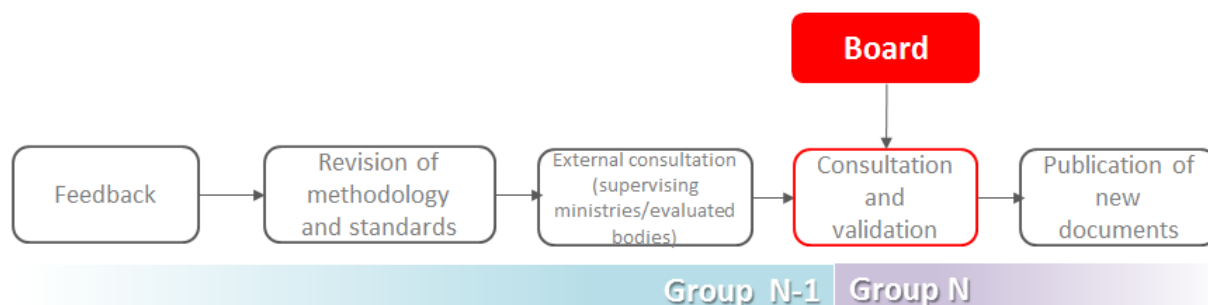 Board
Feedback
Revision of
methodology
and standards
External consultation
(supervising
ministries/evaluated
bodies)
Consultation
and
validation
Publication of
new
documents
Group N-1
Group N